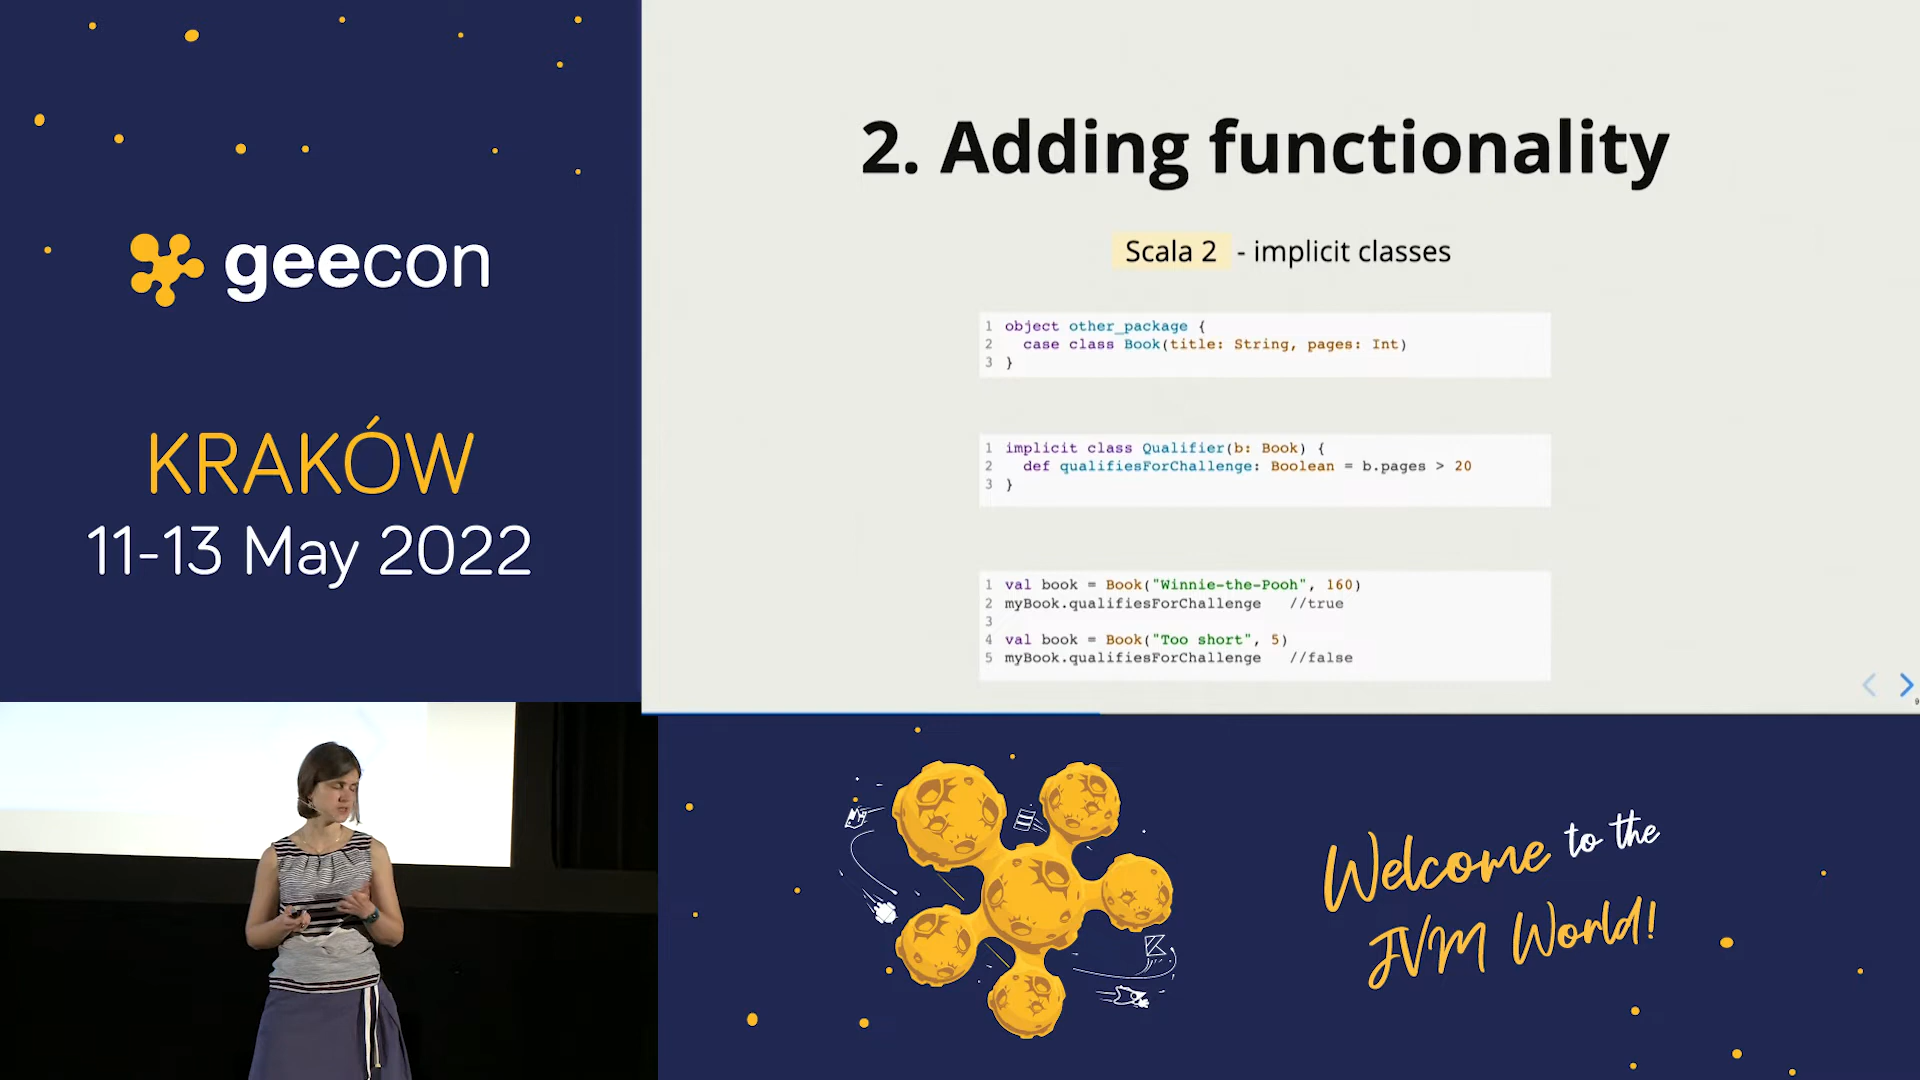 geecon
KRAKÓW
11-13 May 2022
2. Adding functionality
Scala 2 - implicit classes
1 object other_package {
2   case class Book(title: String, pages: Int)
3 }
1 implicit class Qualifier(b: Book) {
2   def qualifiesForChallenge: Boolean = b.pages > 20
3 }
1 val book = Book("Winnie-the-Pooh", 160)
2 myBook.qualifiesForChallenge   //true
3
4 val book = Book("Too short", 5)
5 myBook.qualifiesForChallenge   //false
9
Welcome to the
JVM World!